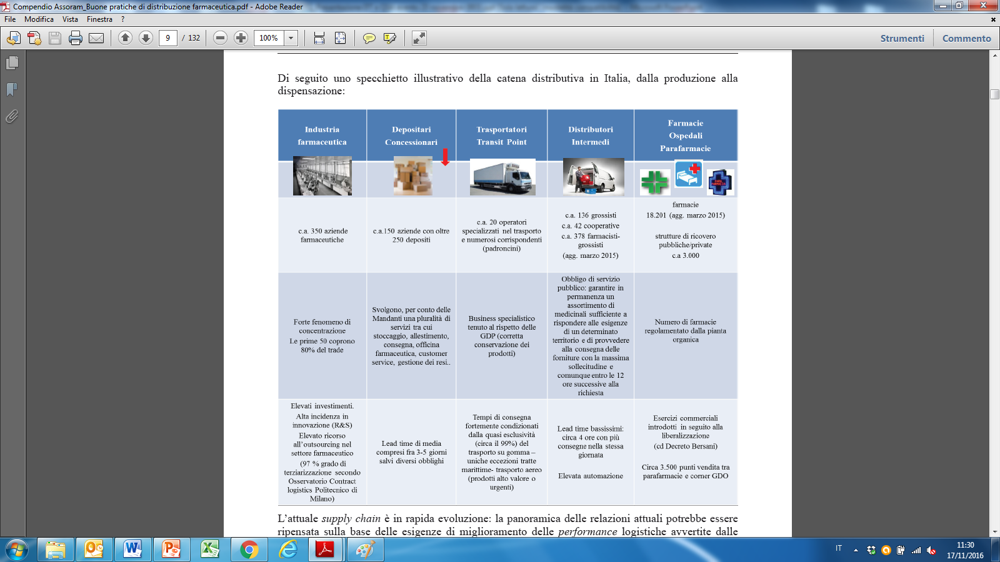 Compendio Assoram_Buone pratiche di distribuzione farmaceutica.pdf - Adobe Reader
File Modifica Vista Finestra ?
9 / 132 100% Strumenti Commento
Di seguito uno specchietto illustrativo della catena distributiva in Italia, dalla produzione alla
dispensazione:
Industria
farmaceutica
Depositari
Concessionari
Trasportatori
Transit Point
Distributori
Intermedi
Farmacie
Ospedali
Parafarmacie
PARA
FARMACIA
c.a. 350 aziende
farmaceutiche
c.a.150 aziende con oltre
250 depositi
c.a. 20 operatori
specializzati nel trasporto
e numerosi corrispondenti
(padroncini)
c.a. 136 grossisti
c.a. 42 cooperative
c.a. 378 farmacisti-
grossisti
(agg. marzo 2015)
farmacie
18.201 (agg. marzo 2015)
strutture di ricovero
pubbliche/private
c.a 3.000
Forte fenomeno di
concentrazione
Le prime 50 coprono
80% del trade
Svolgono, per conto delle
Mandanti una pluralità di
servizi tra cui
stoccaggio, allestimento,
consegna, officina
farmaceutica, customer
service, gestione dei resi..
Business specialistico
tenuto al rispetto delle
GDP (corretta
conservazione dei
prodotti)
Obbligo di servizio
pubblico: garantire in
permanenza un
assortimento di
medicinali sufficiente a
rispondere alle esigenze
di un determinato
territorio e di provvedere
alla consegna delle
forniture con la massima
sollecitudine e
comunque entro le 12
ore successive alla
richiesta
Numero di farmacie
regolamentato dalla pianta
organica
Elevati investimenti.
Alta incidenza in
innovazione (R&S)
Elevato ricorso
all'outsourcing nel
settore farmaceutico
(97 % grado di
terziarizzazione secondo
Osservatorio Contract
logistics Politecnico di
Milano)
Lead time di media
compresi fra 3-5 giorni
salvi diversi obblighi
Tempi di consegna
fortemente condizionati
dalla quasi esclusività
(circa il 99%) del
trasporto su gomma –
uniche eccezioni tratte
marittime- trasporto aereo
(prodotti alto valore o
urgenti)
Lead time bassissimi:
circa 4 ore con più
consegne nella stessa
giornata
Elevata automazione
Esercizi commerciali
introdotti in seguito alla
liberalizzazione
(cd Decreto Bersani)
Circa 3.500 punti vendita tra
parafarmacie e corner GDO
L'attuale supply chain è in rapida evoluzione: la panoramica delle relazioni attuali potrebbe essere
ripensata sulla base delle esigenze di miglioramento delle performance logistiche avvertite dalle
IT
11:30
17/11/2016